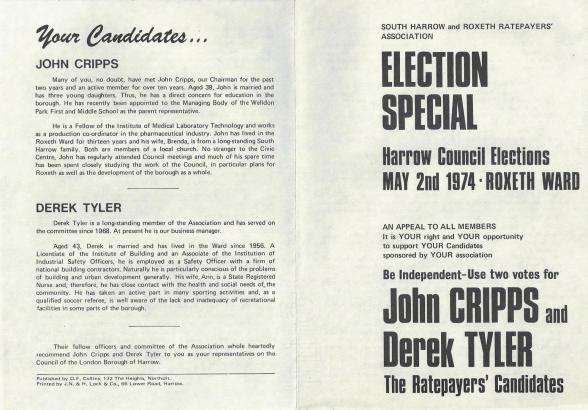 Your Candidates...
JOHN CRIPPS
Many of you, no doubt, have met John Cripps, our Chairman for the past
two years and an active member for over ten years. Aged 38, John is married and
has three young daughters. Thus, he has a direct concern for education in the
borough. He has recently been appointed to the Managing Body of the Welldon
Park First and Middle School as the parent representative.
He is a Fellow of the Institute of Medical Laboratory Technology and works
as a production co-ordinator in the pharmaceutical industry. John has lived in the
Roxeth Ward for thirteen years and his wife, Brenda, is from a long-standing South
Harrow family. Both are members of a local church. No stranger to the Civic
Centre, John has regularly attended Council meetings and much of his spare time
has been spent closely studying the work of the Council, in particular plans for
Roxeth as well as the development of the borough as a whole.
DEREK TYLER
Derek Tyler is a long-standing member of the Association and has served on
the committee since 1968. At present he is our business manager.
Aged 43, Derek is married and has lived in the Ward since 1956. A
Licentiate of the Institute of Building and an Associate of the Institution of
Industrial Safety Officers, he is employed as a Safety Officer with a firm of
national building contractors. Naturally he is particularly conscious of the problems
of building and urban development generally. His wife, Ann, is a State Registered
Nurse and, therefore, he has close contact with the health and social needs of the
community. He has taken an active part in many sporting activities and, as a
qualified soccer referee, is well aware of the lack and inadequacy of recreational
facilities in some parts of the borough.
Their fellow officers and committee of the Association whole heartedly
recommend John Cripps and Derek Tyler to you as your representatives on the
Council of the London Borough of Harrow.
Published by D.F. Collins, 132 The Heights, Northolt.
Printed by J.N. & H. Lock & Co., 66 Lower Road, Harrow.
SOUTH HARROW and ROXETH RATEPAYERS'
ASSOCIATION
ELECTION
SPECIAL
Harrow Council Elections
MAY 2nd 1974 · ROXETH WARD
AN APPEAL TO ALL MEMBERS
It is YOUR right and YOUR opportunity
to support YOUR Candidates
sponsored by YOUR association
Be Independent-Use two votes for
John CRIPPS and
Derek TYLER
The Ratepayers' Candidates